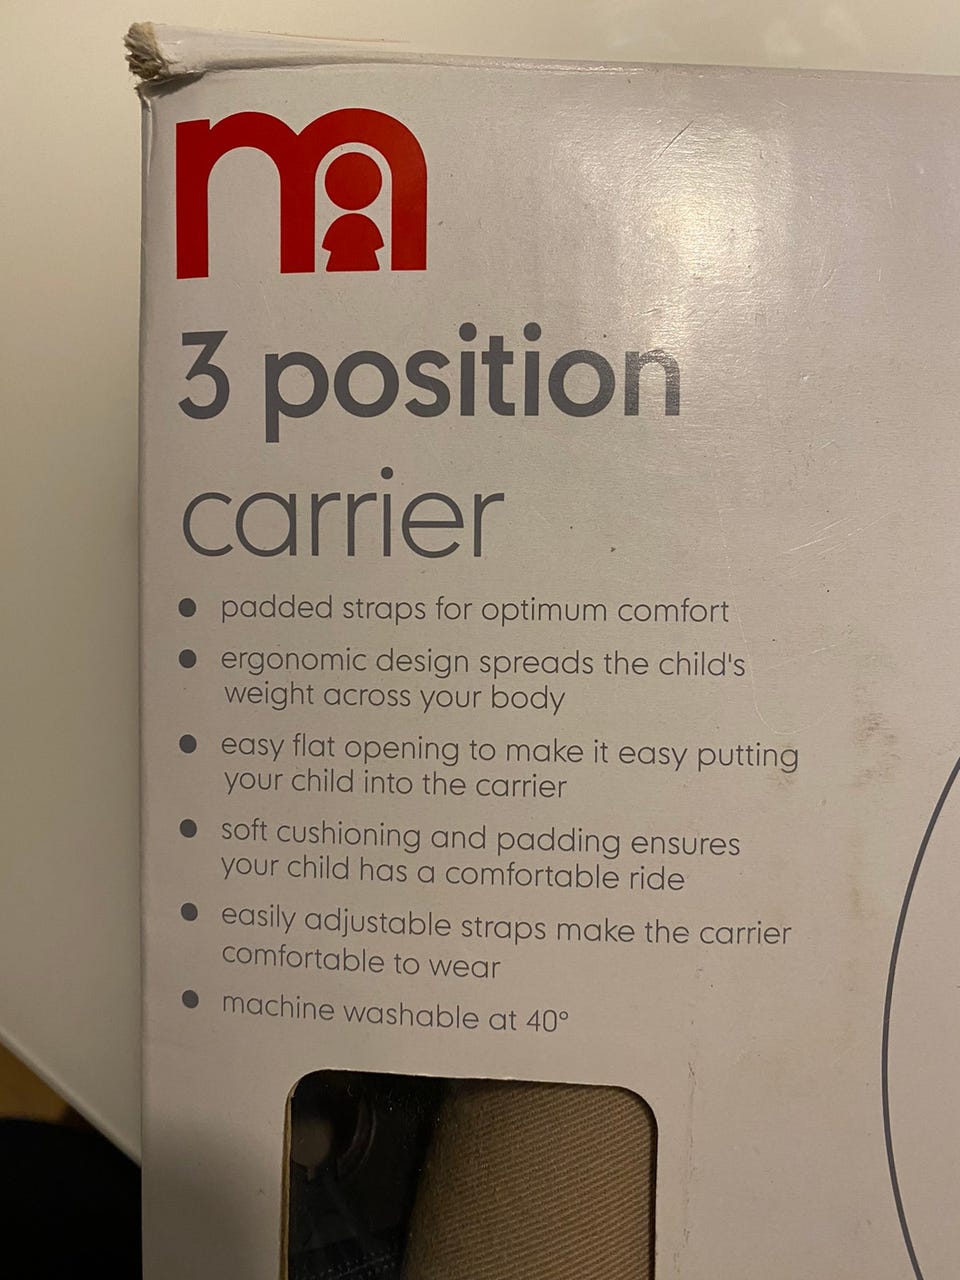 m
3 position
carrier
● padded straps for optimum comfort
● ergonomic design spreads the child's
weight across your body
● easy flat opening to make it easy putting
your child into the carrier
● soft cushioning and padding ensures
your child has a comfortable ride
● easily adjustable straps make the carrier
comfortable to wear
● machine washable at 40°